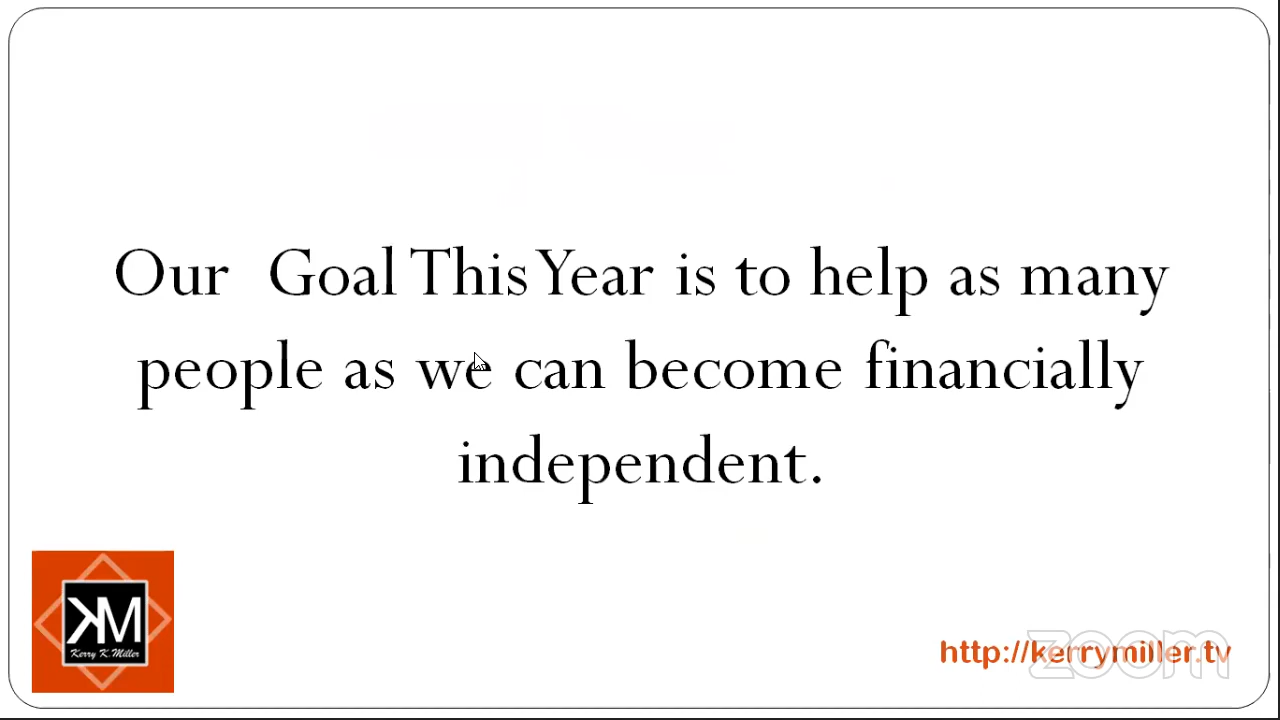 Our Goal This Year is to help as many
people as we can become financially
independent.
KM
Kerry K. Miller
http://kerrymiller.tv
zoom